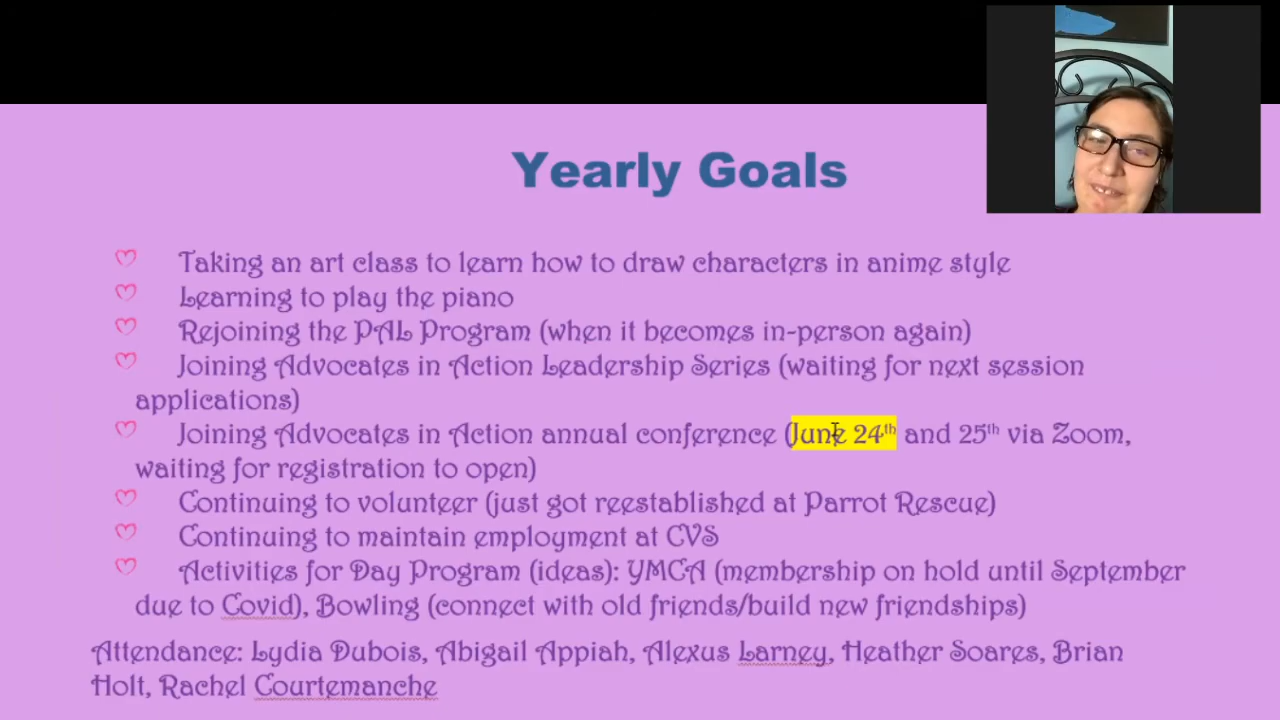 Yearly Goals
Taking an art class to learn how to draw characters in anime style
Learning to play the piano
Rejoining the PAL Program (when it becomes in-person again)
Joining Advocates in Action Leadership Series (waiting for next session
applications)
Joining Advocates in Action annual conference (June 24th and 25th via Zoom,
waiting for registration to open)
Continuing to volunteer (just got reestablished at Parrot Rescue)
Continuing to maintain employment at CVS
Activities for Day Program (ideas): YMCA (membership on hold until September
due to Covid), Bowling (connect with old friends/build new friendships)
Attendance: Lydia Dubois, Abigail Appiah, Alexus Larney, Heather Soares, Brian
Holt, Rachel Courtemanche